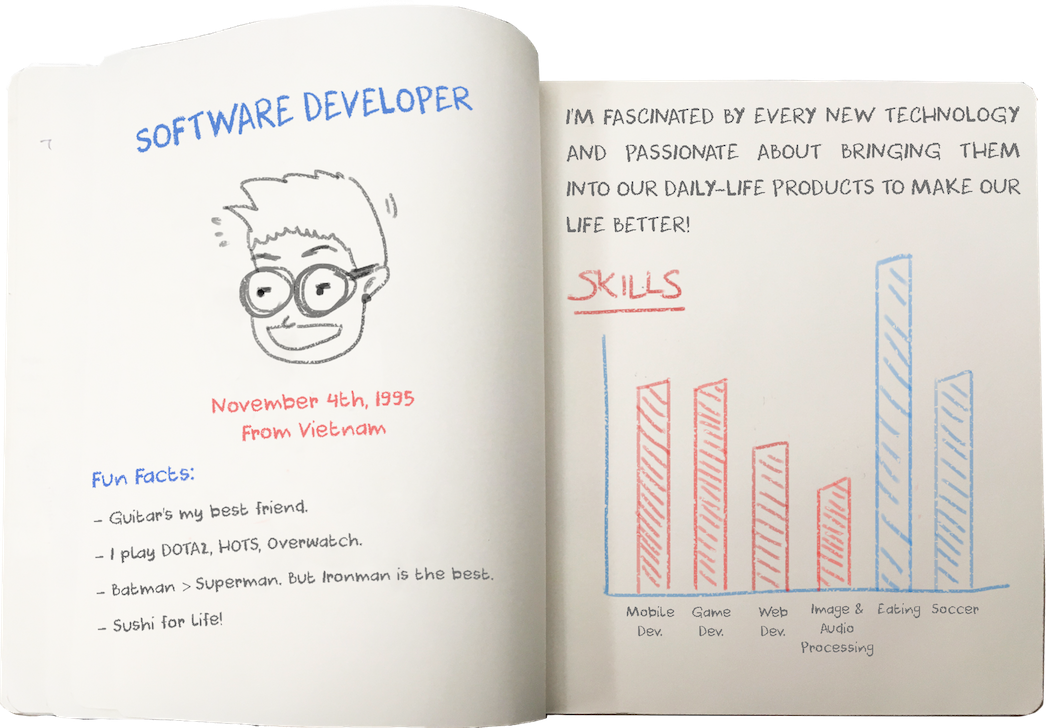 SOFTWARE DEVELOPER
November 4th, 1995
From Vietnam
Fun Facts:
- Guitar's my best friend.
- I play DOTA2, HOTS, Overwatch.
- Batman > Superman. But Ironman is the best.
- Sushi for Life!
I'M FASCINATED BY EVERY NEW TECHNOLOGY
AND PASSIONATE ABOUT BRINGING THEM
INTO OUR DAILY-LIFE PRODUCTS TO MAKE OUR
LIFE BETTER!
SKILLS
Mobile
Dev.
Game
Dev.
Web
Dev.
Image &
Audio
Processing
Eating
Soccer